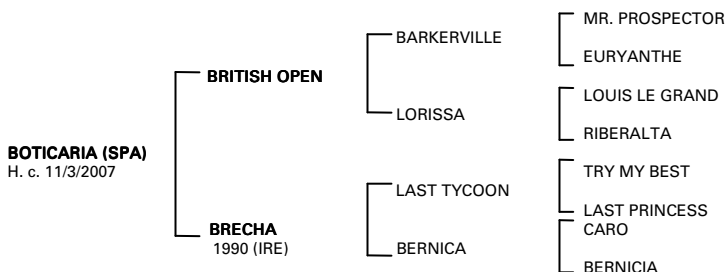 BOTICARIA (SPA)
H. c. 11/3/2007
BRITISH OPEN
BRECHA
1990 (IRE)
BARKERVILLE
LORISSA
LAST TYCOON
BERNICA
MR. PROSPECTOR
EURYANTHE
LOUIS LE GRAND
RIBERALTA
TRY MY BEST
LAST PRINCESS
CARO
BERNICIA